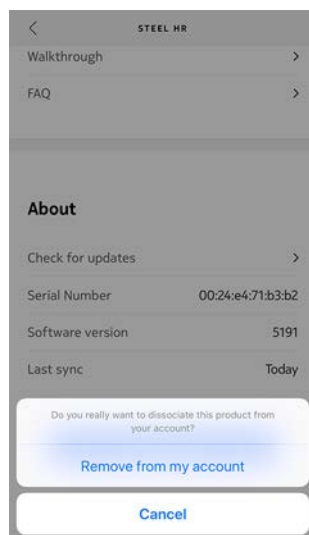 STEEL HR
Walkthrough
FAQ
About
Check for updates
Serial Number 00:24:e4:71:b3:b2
Software version 5191
Last sync Today
Do you really want to dissociate this product from
your account?
Remove from my account
Cancel